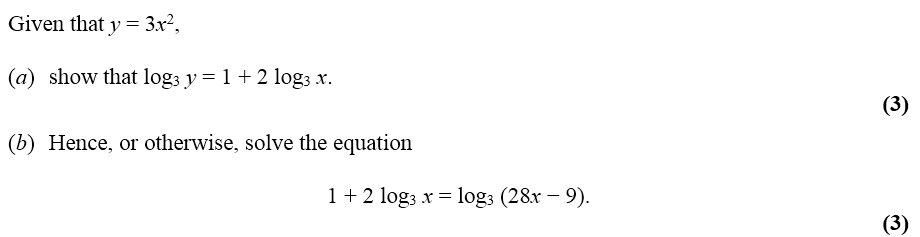 Given that y = 3x²,
(a) show that log₃ y = 1 + 2 log₃ x.
(3)
(b) Hence, or otherwise, solve the equation
1 + 2 log₃ x = log₃ (28x − 9).
(3)